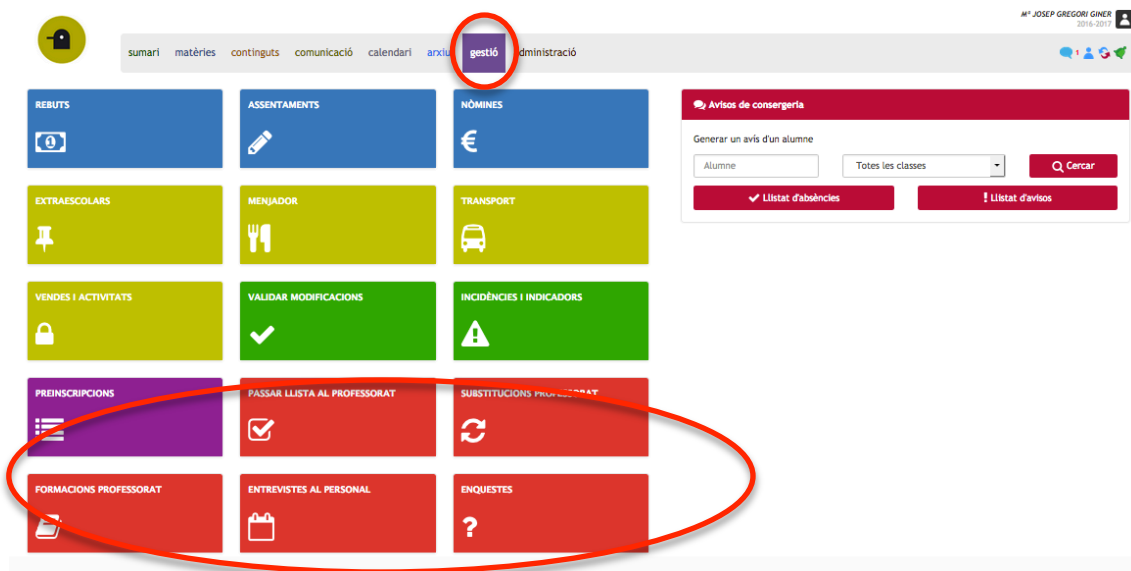 Mª JOSEP GREGORI GINER
2016-2017
sumari matèries continguts comunicació calendari arxiu gestió administració
1
REBUTS ASSENTAMENTS NÒMINES
1 €
Avisos de consergeria
Generar un avís d'un alumne
Alumne Totes les classes Cercar
Llistat d'absències Llistat d'avisos
EXTRAESCOLARS MENJADOR TRANSPORT
VENDES I ACTIVITATS VALIDAR MODIFICACIONS INCIDÈNCIES I INDICADORS
PREINSCRIPCIONS PASSAR LLISTA AL PROFESSORAT SUBSTITUCIONS PROFESSORAT
FORMACIONS PROFESSORAT ENTREVISTES AL PERSONAL ENQUESTES
?